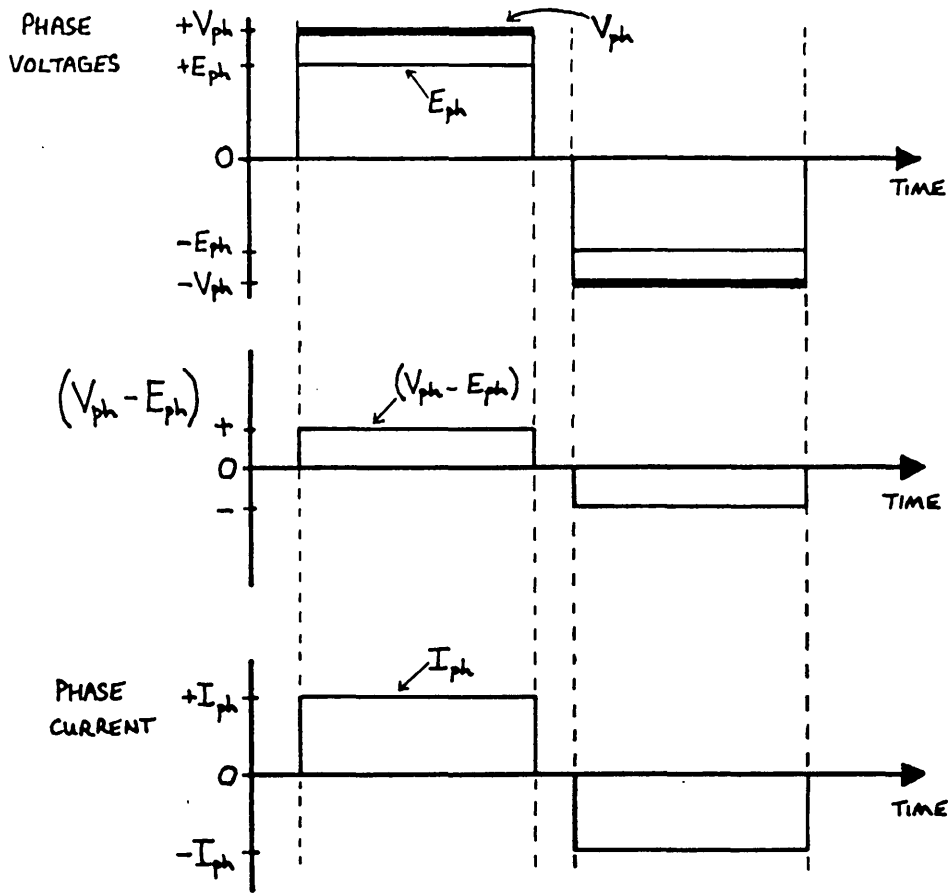 PHASE
VOLTAGES
+Vph
Vph
+Eph
Eph
0
TIME
-Eph
-Vph
(Vph - Eph)
(Vph - Eph)
+
0
-
TIME
PHASE
CURRENT
+Iph
Iph
0
TIME
-Iph